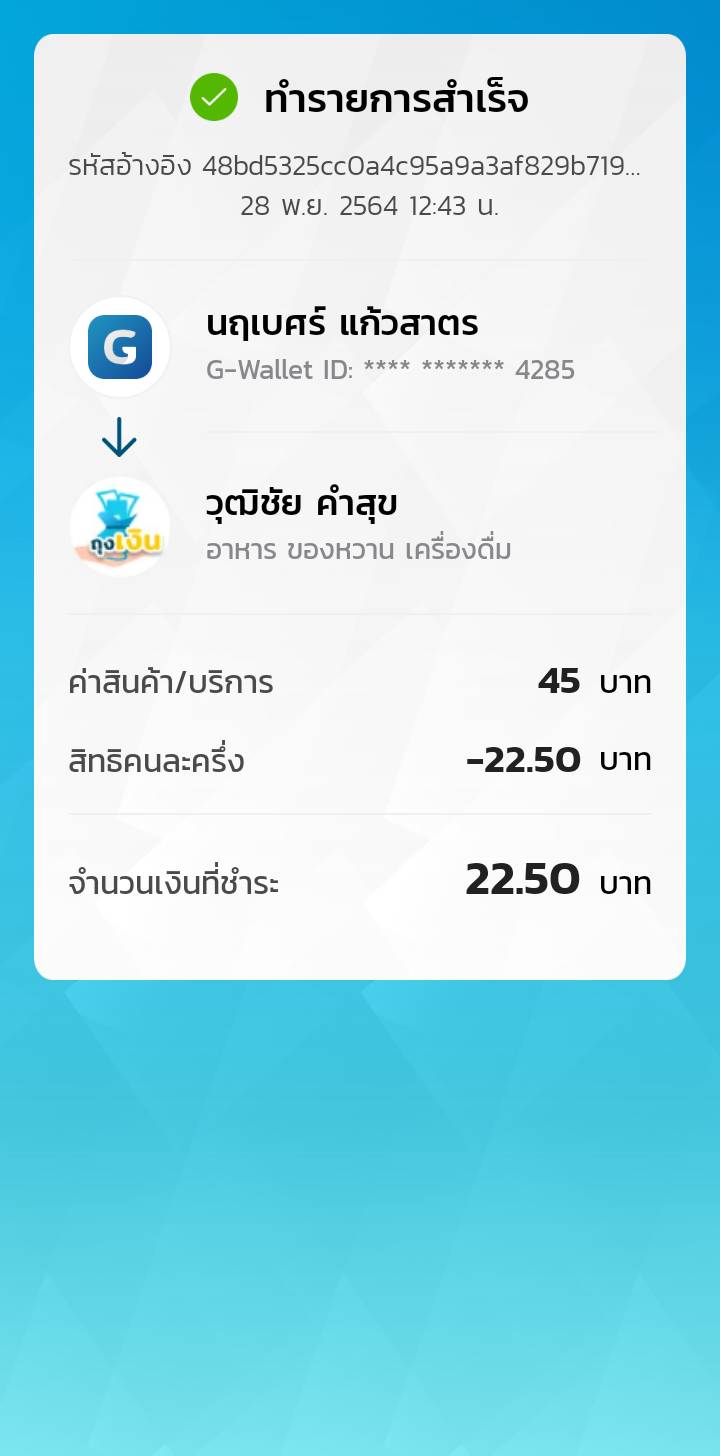 ทำรายการสำเร็จ
รหัสอ้างอิง 48bd5325cc0a4c95a9a3af829b719...
28 พ.ย. 2564 12:43 น.
G
นฤเบศร์ แก้วสาตร
G-Wallet ID: **** ******* 4285
ถุงเงิน
วุฒิชัย คำสุข
อาหาร ของหวาน เครื่องดื่ม
ค่าสินค้า/บริการ 45 บาท
สิทธิคนละครึ่ง -22.50 บาท
จำนวนเงินที่ชำระ 22.50 บาท